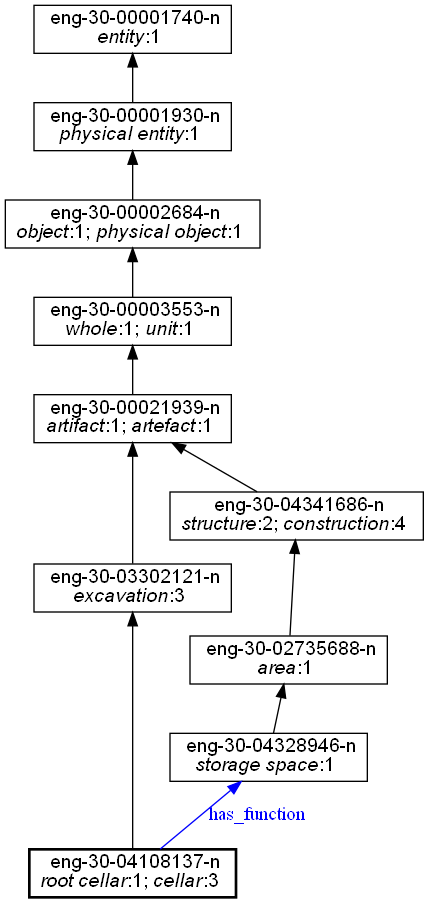 eng-30-00001740-n
entity:1
eng-30-00001930-n
physical entity:1
eng-30-00002684-n
object:1; physical object:1
eng-30-00003553-n
whole:1; unit:1
eng-30-00021939-n
artifact:1; artefact:1
eng-30-04341686-n
structure:2; construction:4
eng-30-03302121-n
excavation:3
eng-30-02735688-n
area:1
eng-30-04328946-n
storage space:1
has_function
eng-30-04108137-n
root cellar:1; cellar:3